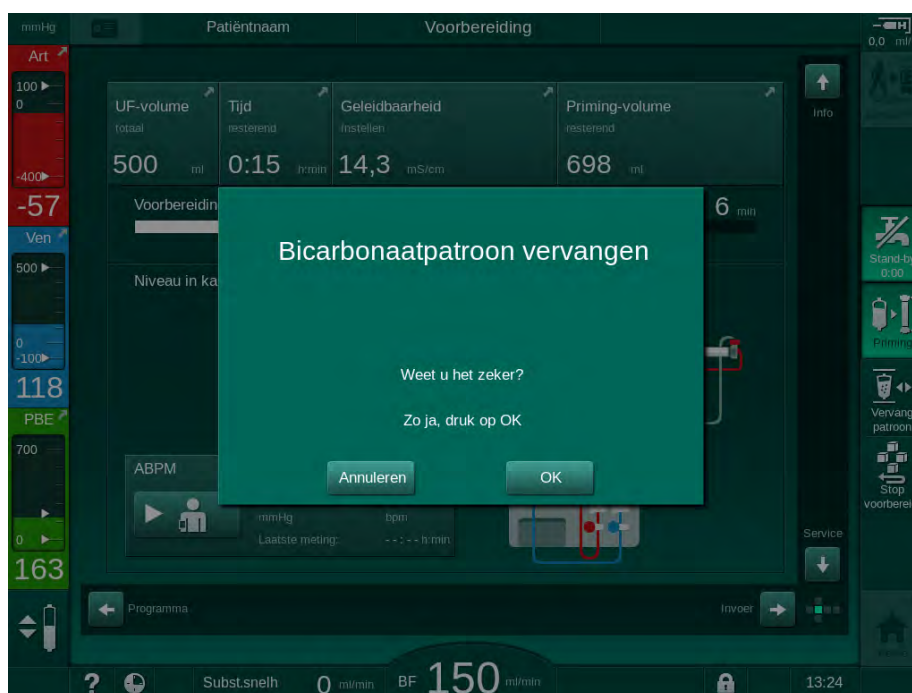 mmHg
Patiëntnaam
Voorbereiding
0,0 ml/
Art
100
0
-400
-57
Ven
500
0
-100
118
PBE
700
0
163
UF-volume
totaal
500 ml
Tijd
resterend
0:15 h:min
Geleidbaarheid
instellen
14,3 mS/cm
Priming-volume
resterend
698 ml
Info
Voorbereidin
6 min
Niveau in ka
Bicarbonaatpatroon vervangen
Weet u het zeker?
Zo ja, druk op OK
Annuleren
OK
ABPM
mmHg
bpm
Laatste meting:
--:-- h:min
Stand-by
0:00
Priming
Vervang
patroon
Stop
voorberei
Service
Programma
Invoer
?
Subst.snelh 0 ml/min
BF 150 ml/min
13:24